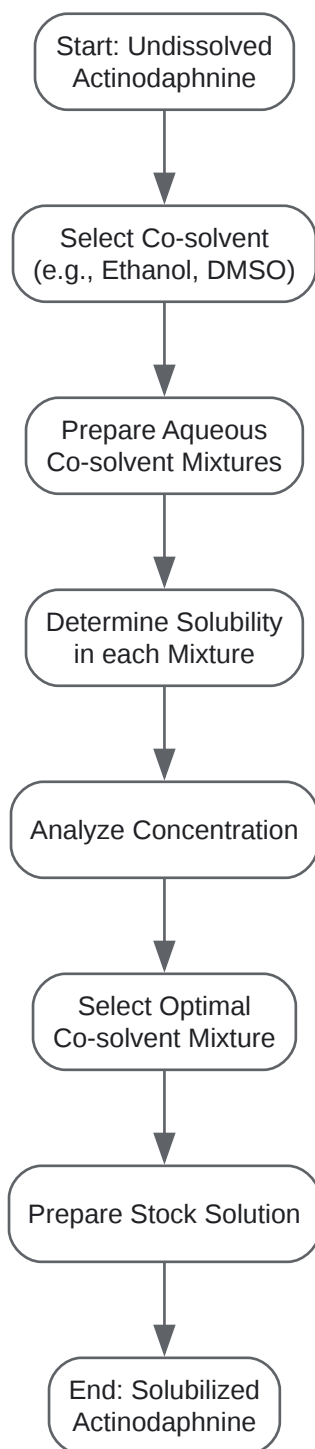 Start: Undissolved
Actinodaphnine
Select Co-solvent
(e.g., Ethanol, DMSO)
Prepare Aqueous
Co-solvent Mixtures
Determine Solubility
in each Mixture
Analyze Concentration
Select Optimal
Co-solvent Mixture
Prepare Stock Solution
End: Solubilized
Actinodaphnine